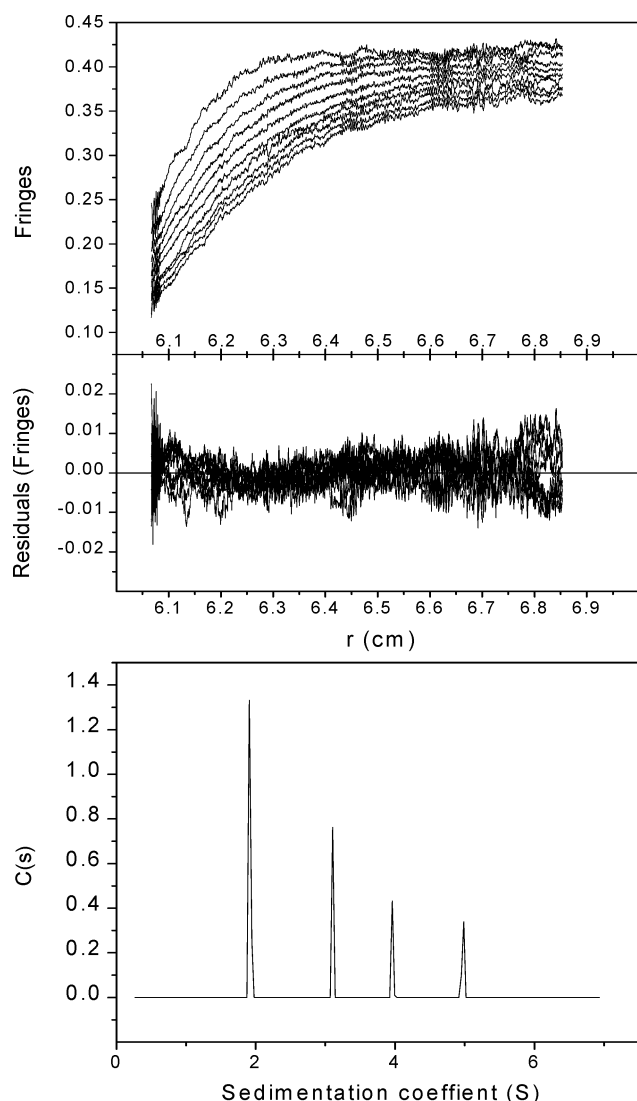 0.45
0.40
0.35
0.30
0.25
0.20
0.15
0.10
Fringes
6.1 6.2 6.3 6.4 6.5 6.6 6.7 6.8 6.9
0.02
0.01
0.00
-0.01
-0.02
Residuals (Fringes)
6.1 6.2 6.3 6.4 6.5 6.6 6.7 6.8 6.9
r (cm)
1.4
1.2
1.0
0.8
0.6
0.4
0.2
0.0
C(s)
0 2 4 6
Sedimentation coeffient (S)